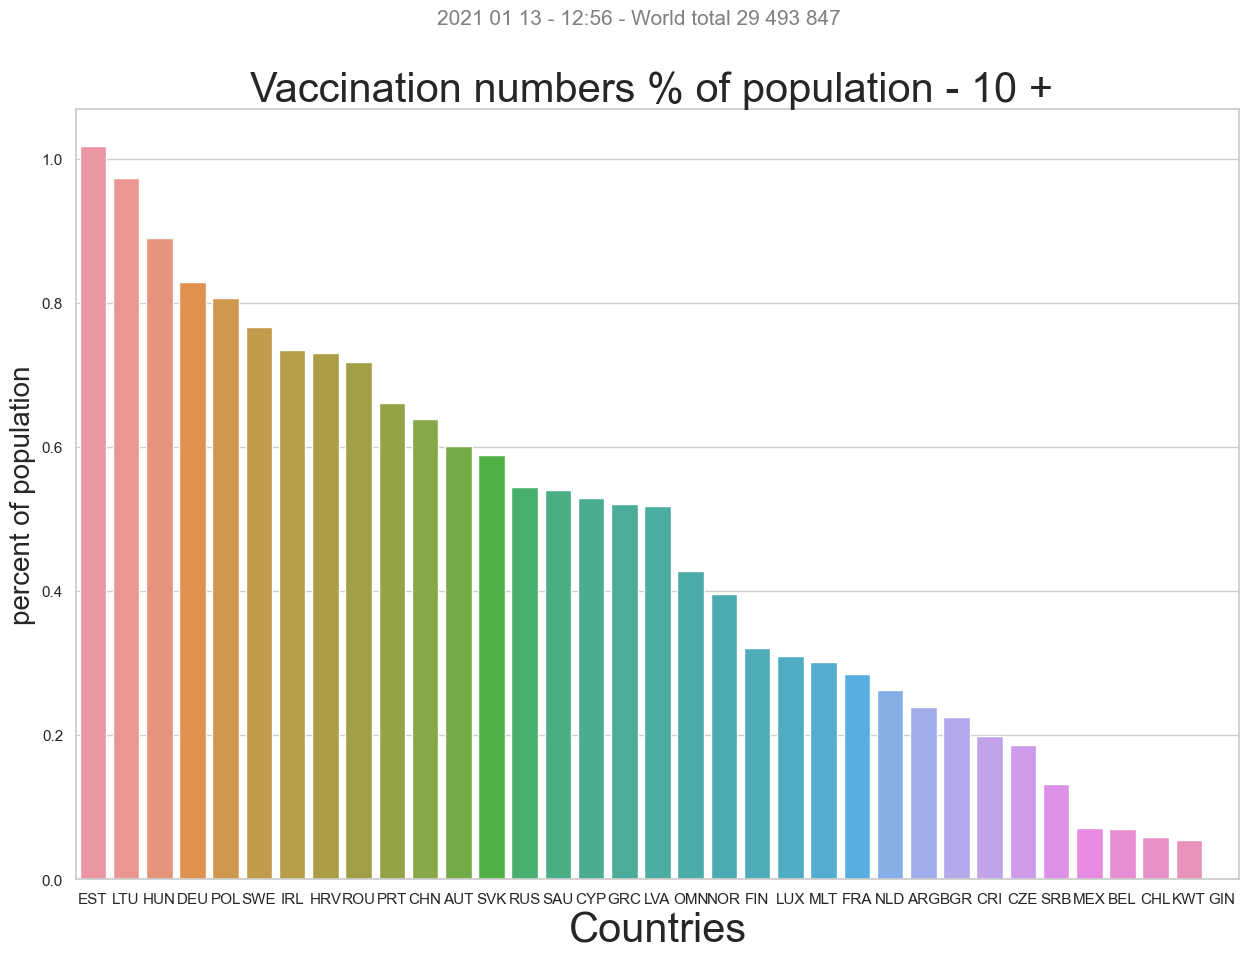 2021 01 13 - 12:56 - World total 29 493 847
Vaccination numbers % of population - 10 +
1.0
0.8
0.6
0.4
0.2
0.0
percent of population
EST LTU HUN DEU POL SWE IRL HRV ROU PRT CHN AUT SVK RUS SAU CYP GRC LVA OMN NOR FIN LUX MLT FRA NLD ARG BGR CRI CZE SRB MEX BEL CHL KWT GIN
Countries